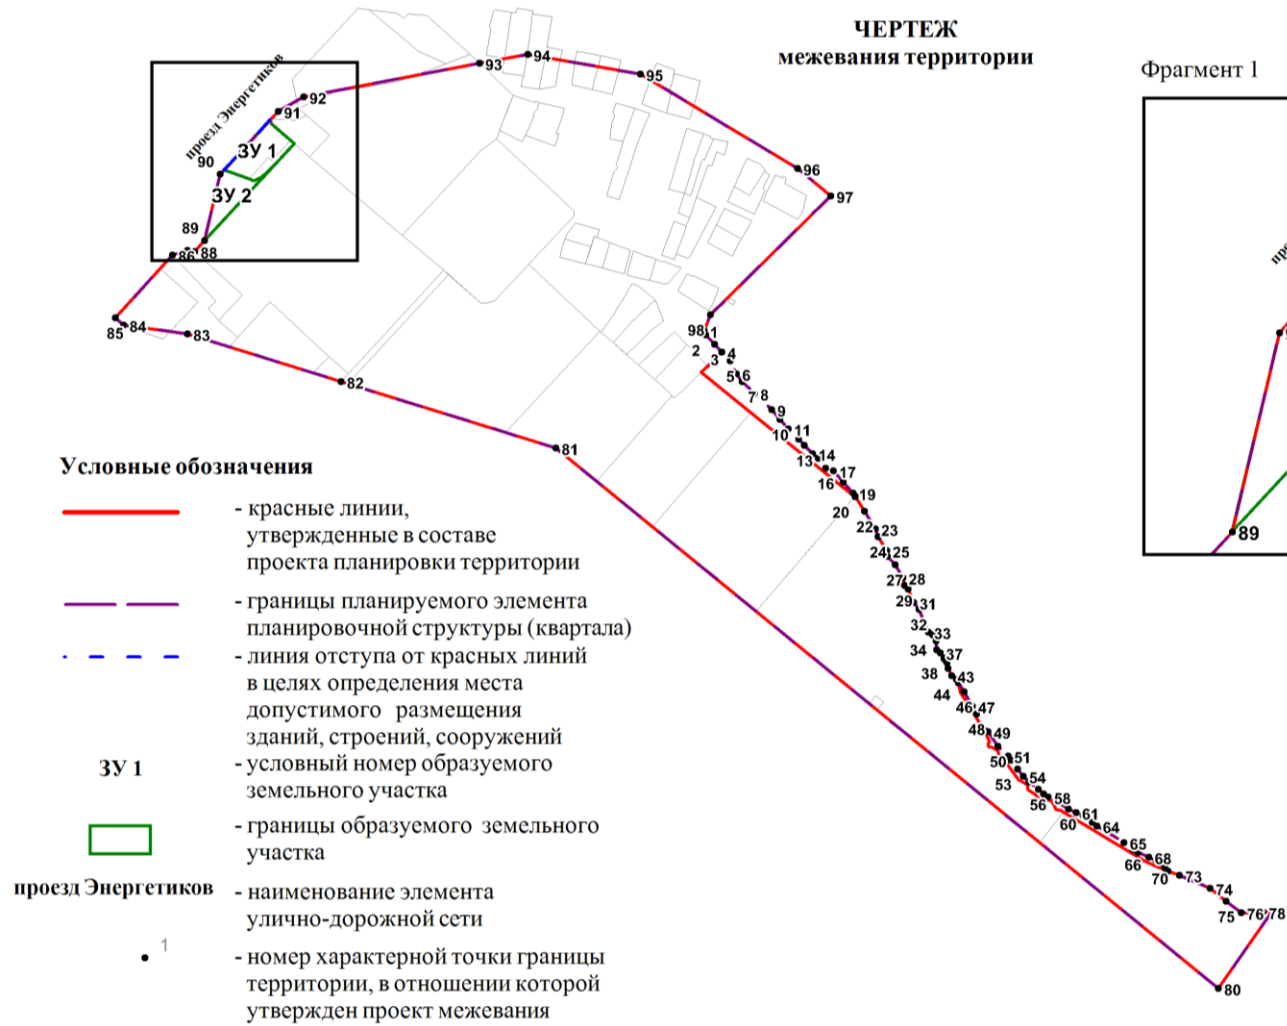 ЧЕРТЕЖ
межевания территории
Фрагмент 1
проезд Энергетиков
94
93
95
92
91
ЗУ 1
90
ЗУ 2
96
97
89
88
86
85
84
83
82
81
98
1
2
3
4
5
6
7
8
9
10
11
13
14
16
17
19
20
22
23
24
25
27
28
29
31
32
33
34
37
38
43
44
46
47
48
49
50
51
53
54
56
58
60
61
64
65
66
68
70
73
74
75
76
78
80
89
Условные обозначения
- красные линии,
утвержденные в составе
проекта планировки территории
- границы планируемого элемента
планировочной структуры (квартала)
- линия отступа от красных линий
в целях определения места
допустимого размещения
зданий, строений, сооружений
ЗУ 1
- условный номер образуемого
земельного участка
- границы образуемого земельного
участка
проезд Энергетиков
- наименование элемента
улично-дорожной сети
1
- номер характерной точки границы
территории, в отношении которой
утвержден проект межевания